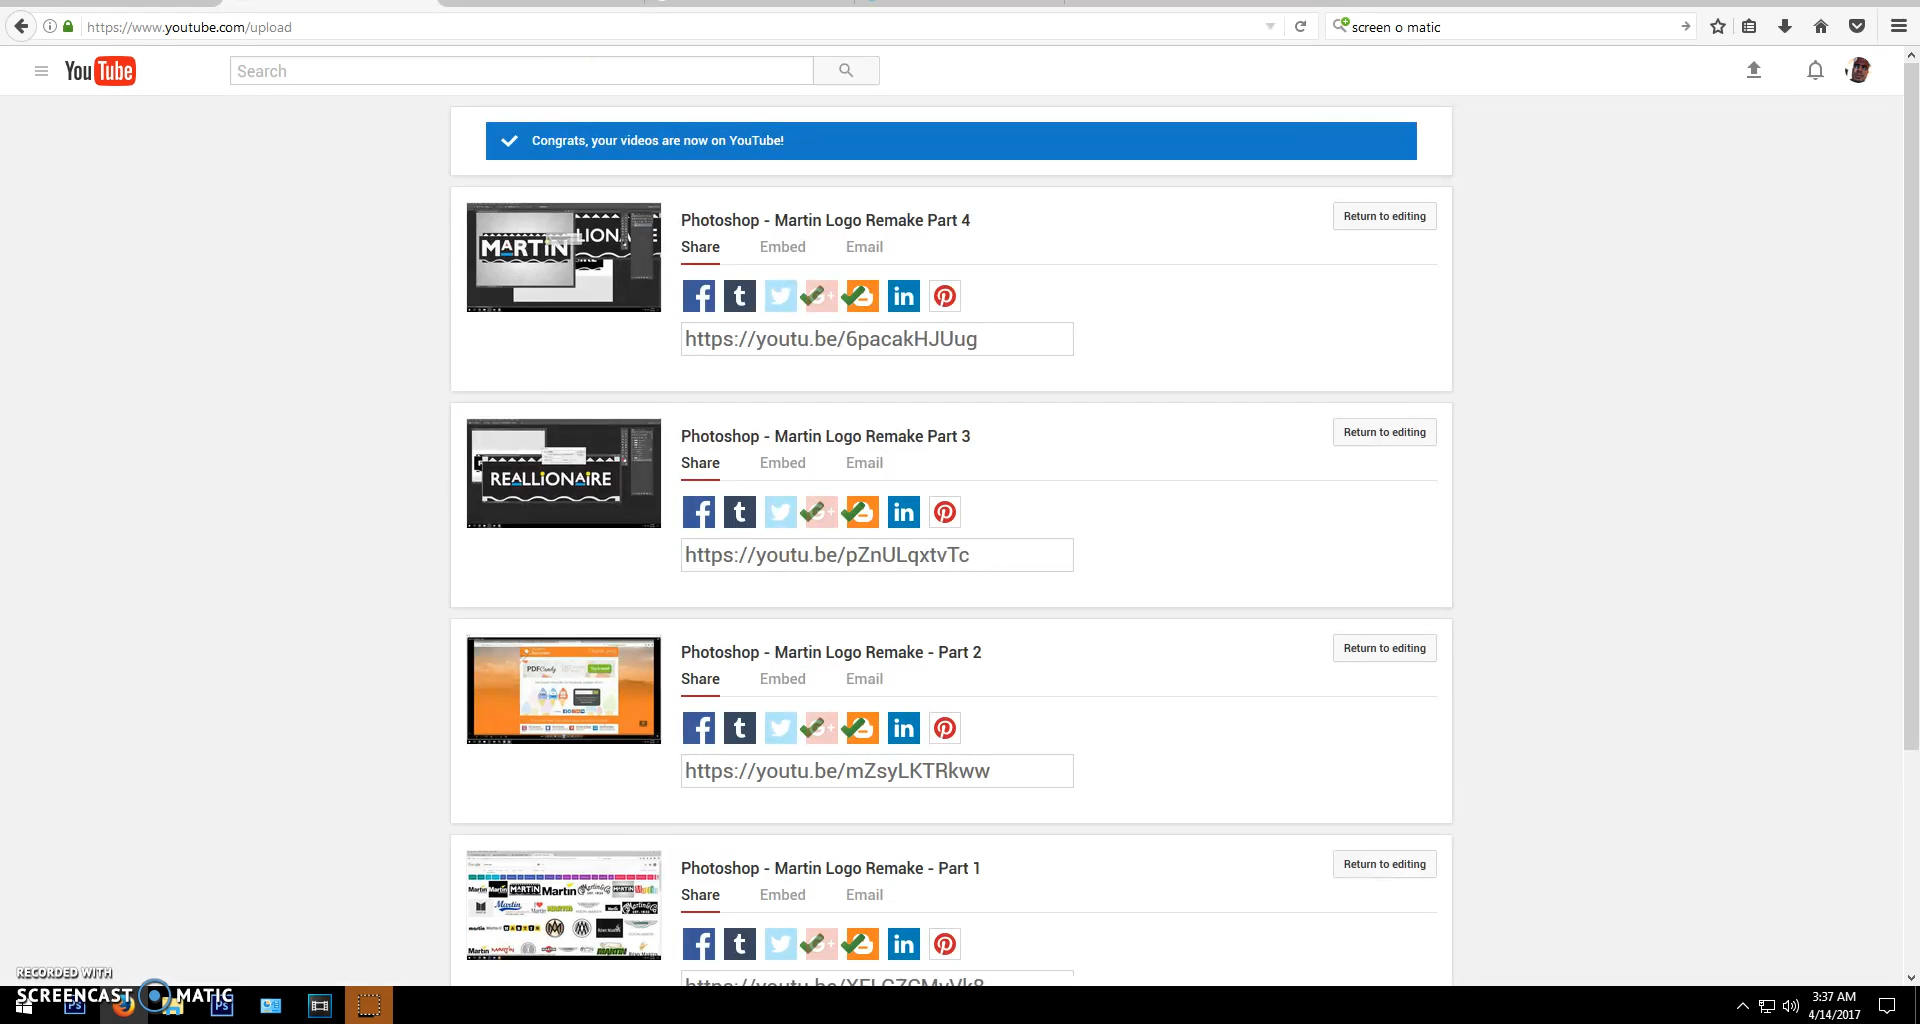 https://www.youtube.com/upload
screen o matic
YouTube
Search
Congrats, your videos are now on YouTube!
MARTIN
Photoshop - Martin Logo Remake Part 4
Return to editing
Share Embed Email
https://youtu.be/6pacakHJUug
REALLIONAIRE
Photoshop - Martin Logo Remake Part 3
Return to editing
Share Embed Email
https://youtu.be/pZnULqxtvTc
PDFCandy
Photoshop - Martin Logo Remake - Part 2
Return to editing
Share Embed Email
https://youtu.be/mZsyLKTRkww
Photoshop - Martin Logo Remake - Part 1
Return to editing
Share Embed Email
RECORDED WITH
SCREENCAST MATIC
3:37 AM
4/14/2017